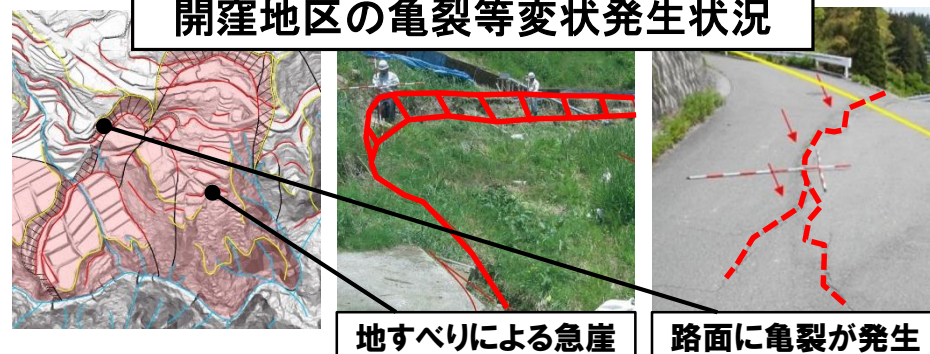 開窪地区の亀裂等変状発生状況
地すべりによる急崖
路面に亀裂が発生